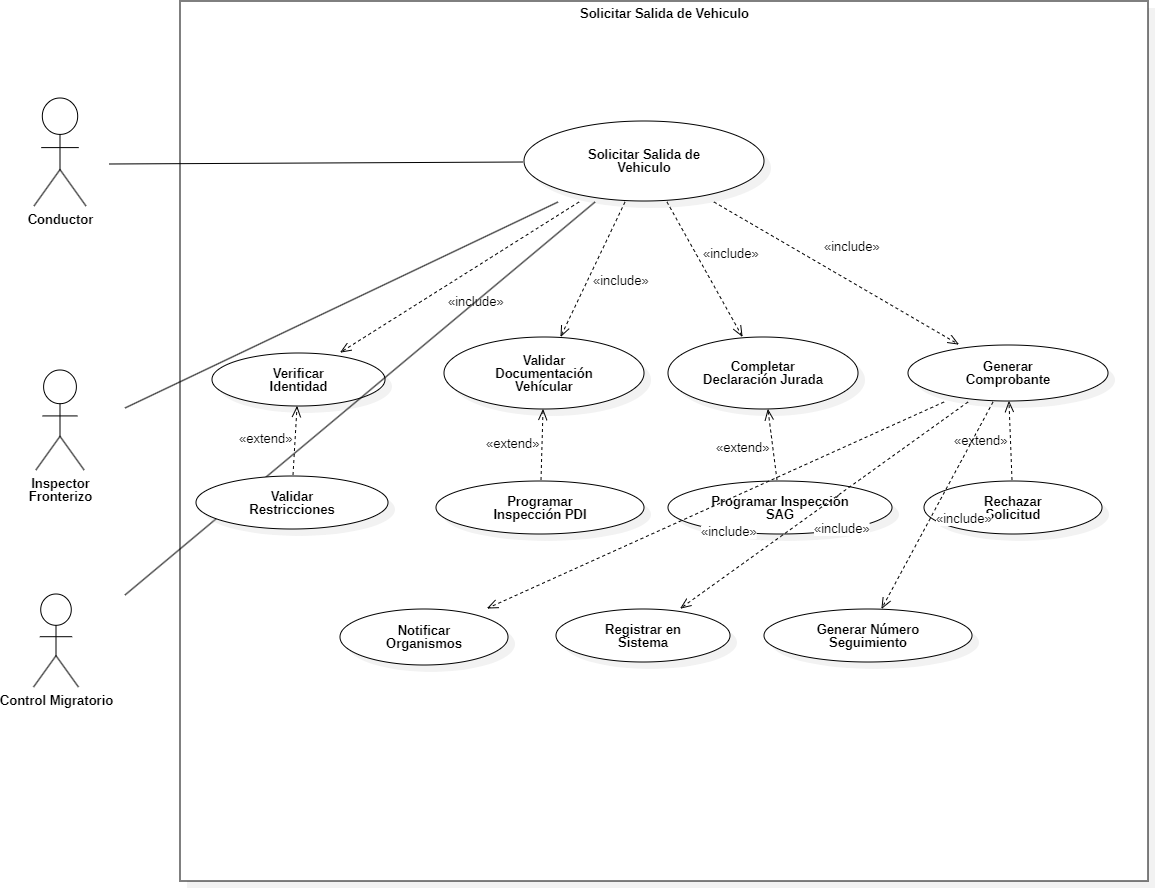 Solicitar Salida de Vehiculo
Solicitar Salida de
Vehiculo
Conductor
«include»
«include»
«include»
«include»
Verificar
Identidad
Validar
Documentación
Vehícular
Completar
Declaración Jurada
Generar
Comprobante
«extend»
«extend»
«extend»
«extend»
Inspector
Fronterizo
Validar
Restricciones
Programar
Inspección PDI
Programar Inspección
SAG
Rechazar
Solicitud
«include»
«include»
«include»
Notificar
Organismos
Registrar en
Sistema
Generar Número
Seguimiento
Control Migratorio